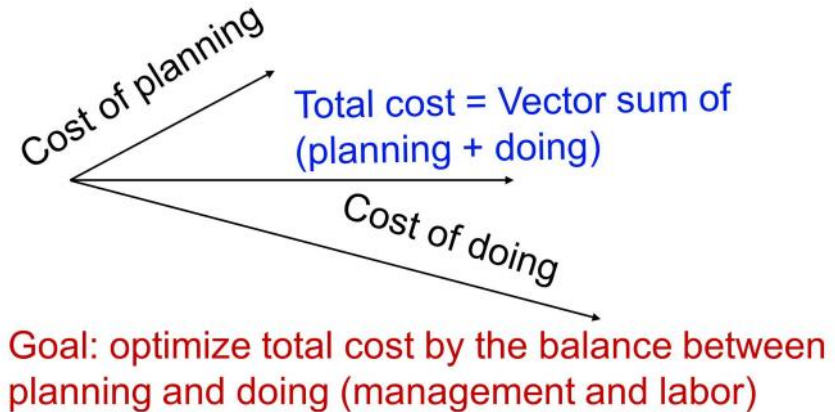 Cost of planning
Total cost = Vector sum of
(planning + doing)
Cost of doing
Goal: optimize total cost by the balance between
planning and doing (management and labor)